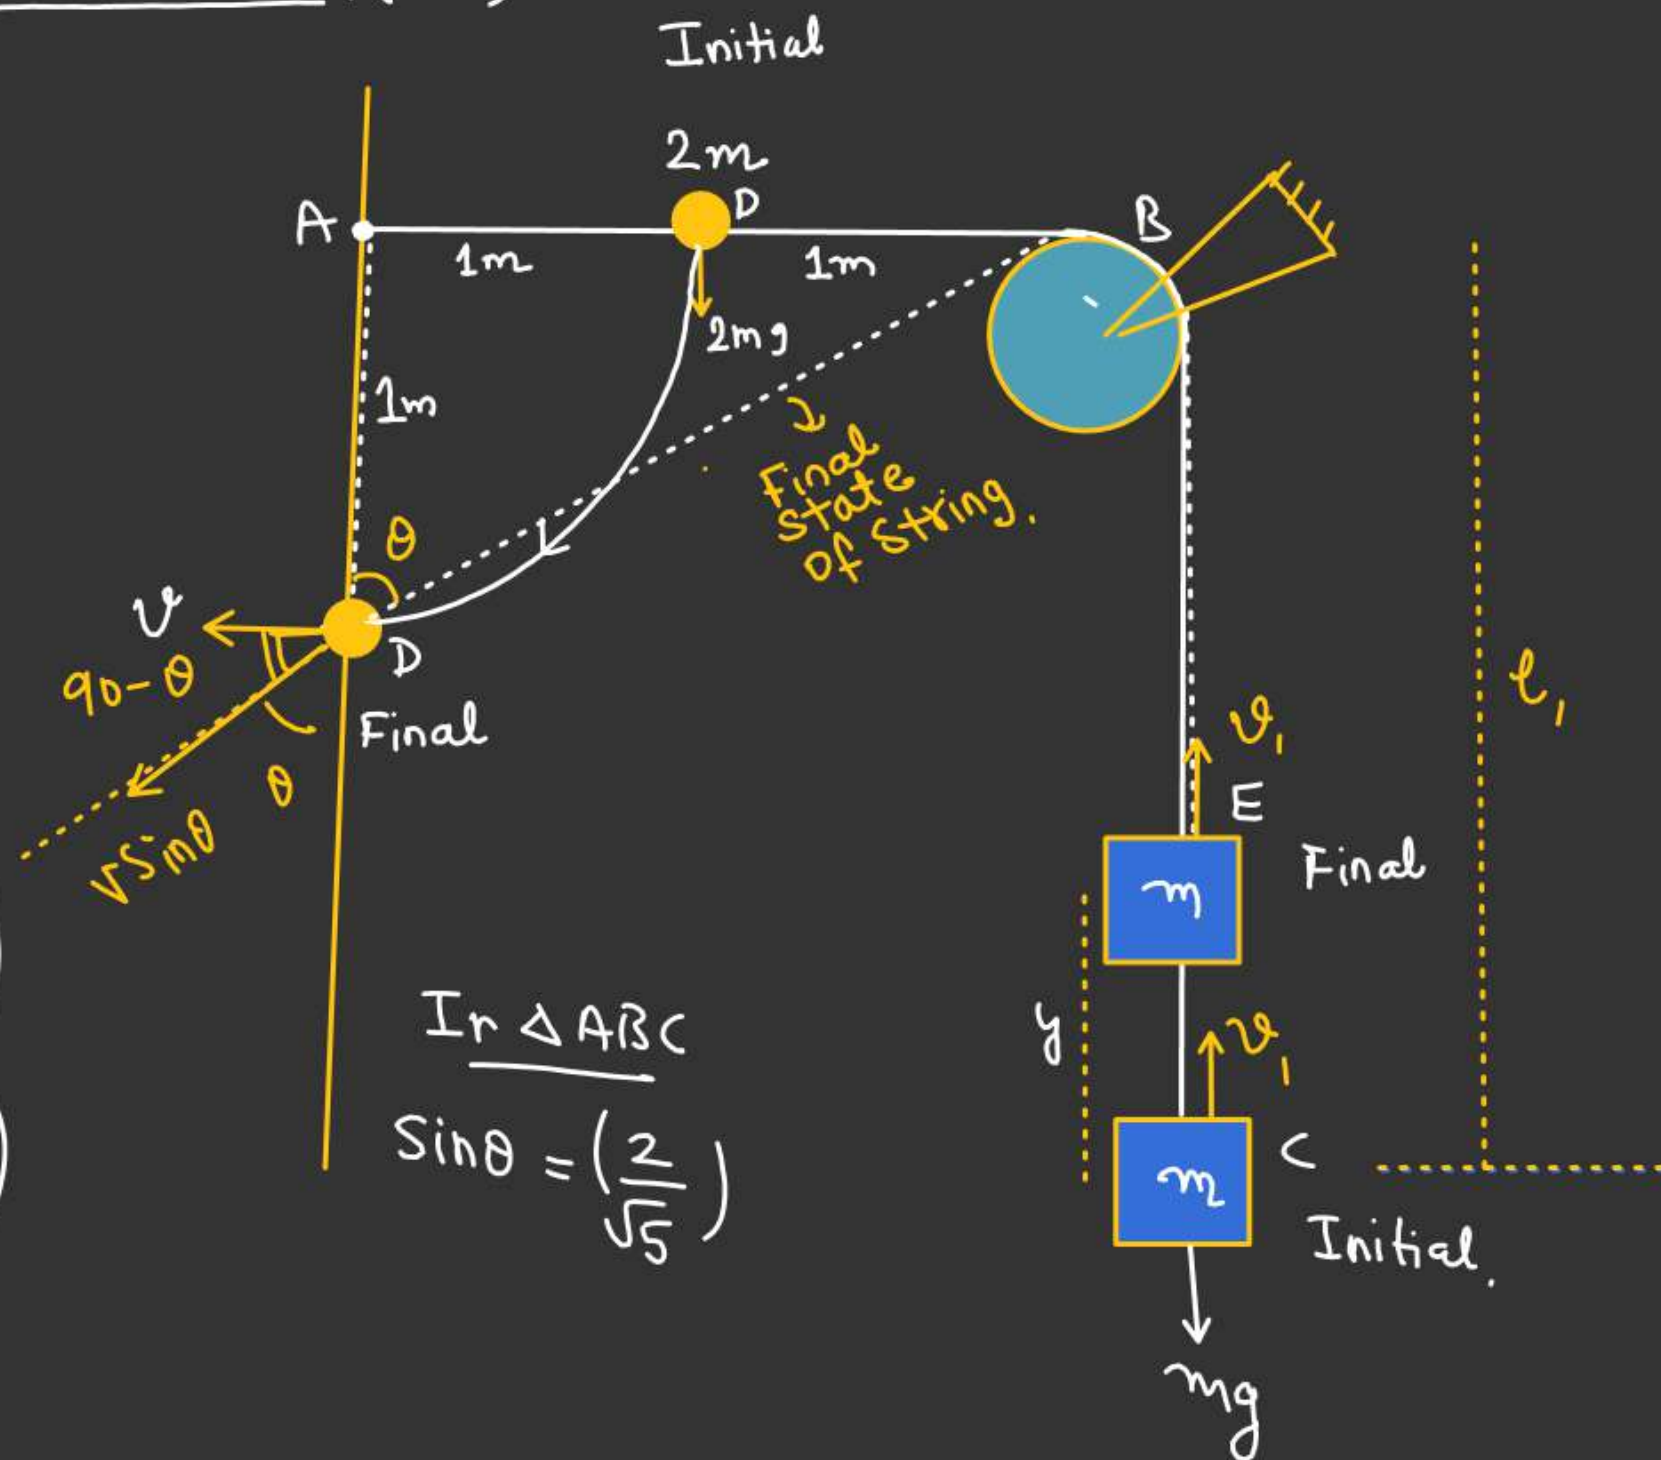 Initial
2m
A
D
B
1m
1m
2mg
1m
Final
state
of string.
θ
v
D
90-θ
Final
θ
vsinθ
l₁
v₁
E
m
Final
y
v₁
m
C
Initial.
mg
In ΔABC
Sinθ = (2/√5)